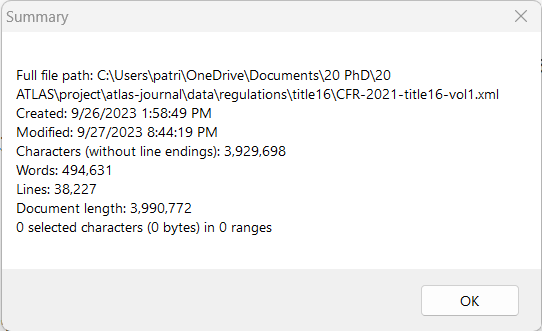 Summary
Full file path: C:\Users\patri\OneDrive\Documents\20 PhD\20
ATLAS\project\atlas-journal\data\regulations\title16\CFR-2021-title16-vol1.xml
Created: 9/26/2023 1:58:49 PM
Modified: 9/27/2023 8:44:19 PM
Characters (without line endings): 3,929,698
Words: 494,631
Lines: 38,227
Document length: 3,990,772
0 selected characters (0 bytes) in 0 ranges
OK